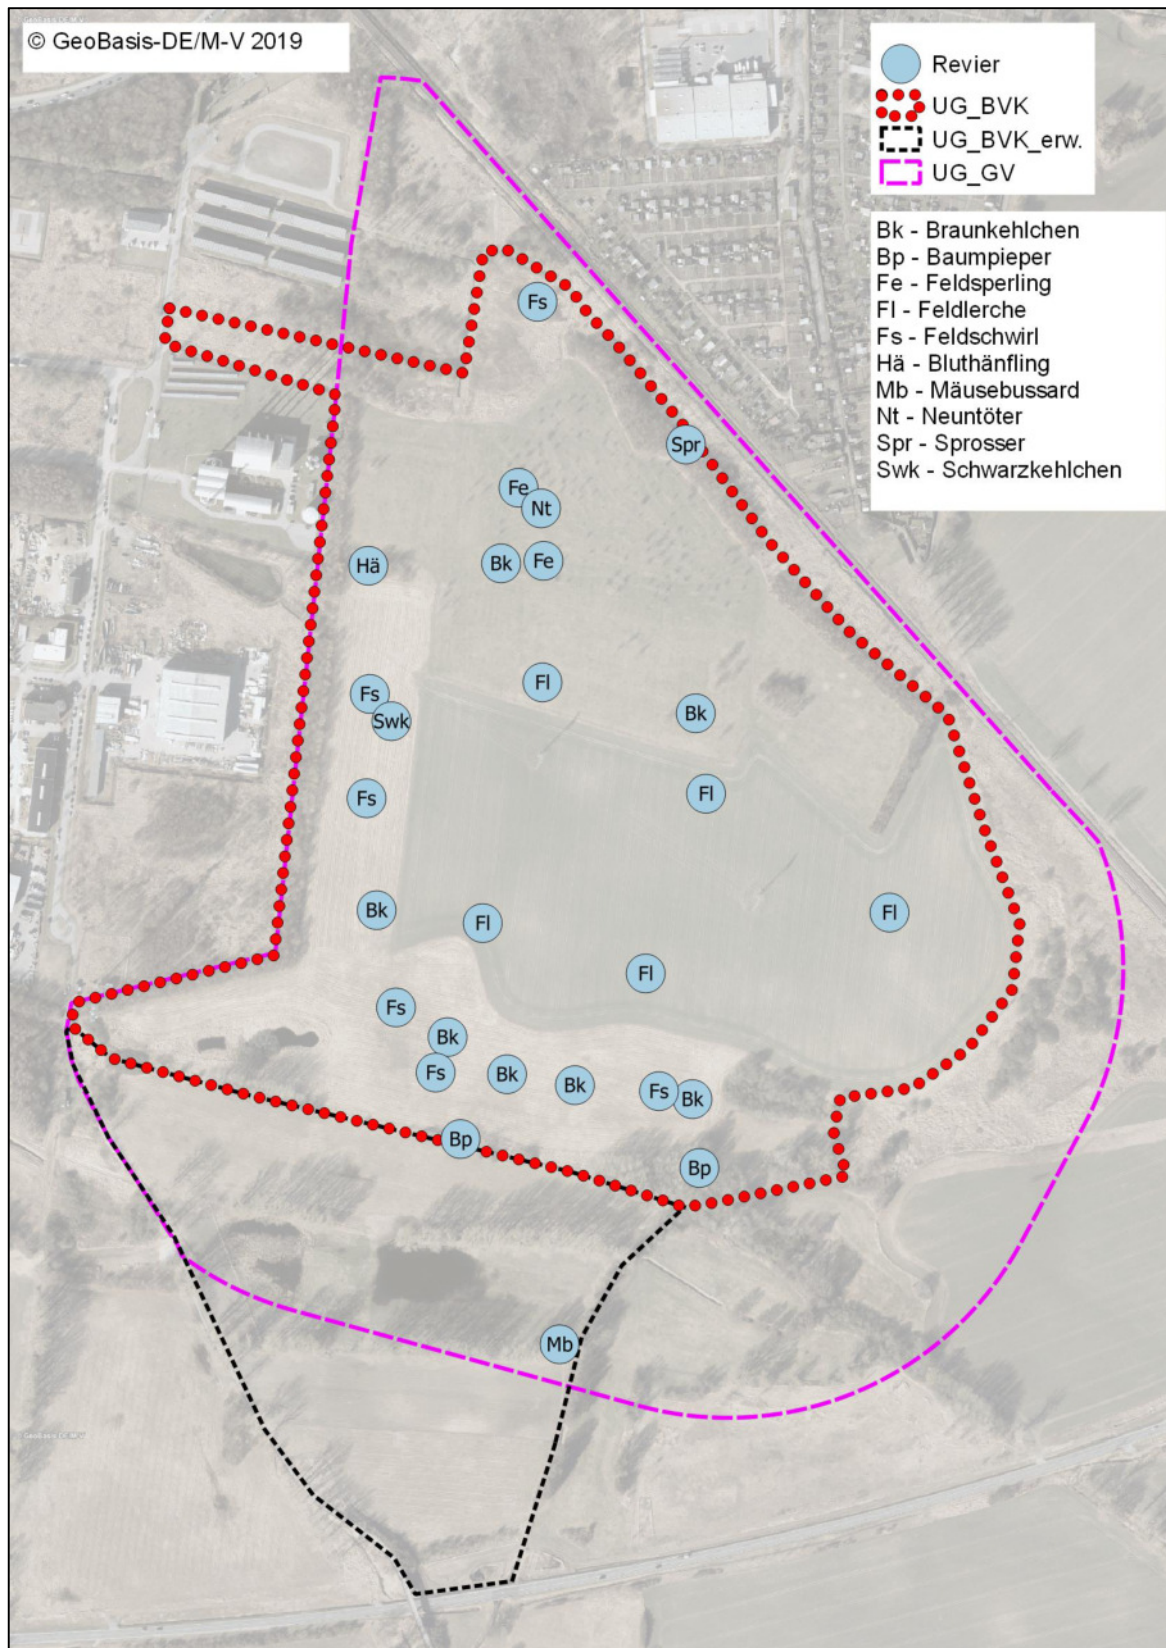 © GeoBasis-DE/M-V 2019
Revier
UG_BVK
UG_BVK_erw.
UG_GV
Bk - Braunkehlchen
Bp - Baumpieper
Fe - Feldsperling
Fl - Feldlerche
Fs - Feldschwirl
Hä - Bluthänfling
Mb - Mäusebussard
Nt - Neuntöter
Spr - Sprosser
Swk - Schwarzkehlchen
Fs
Spr
Fe
Nt
Hä
Bk
Fe
Fl
Fs
Swk
Bk
Fl
Fs
Bk
Fl
Fl
Fl
Fs
Bk
Fs
Bk
Bk
Fs
Bk
Bp
Bp
Mb